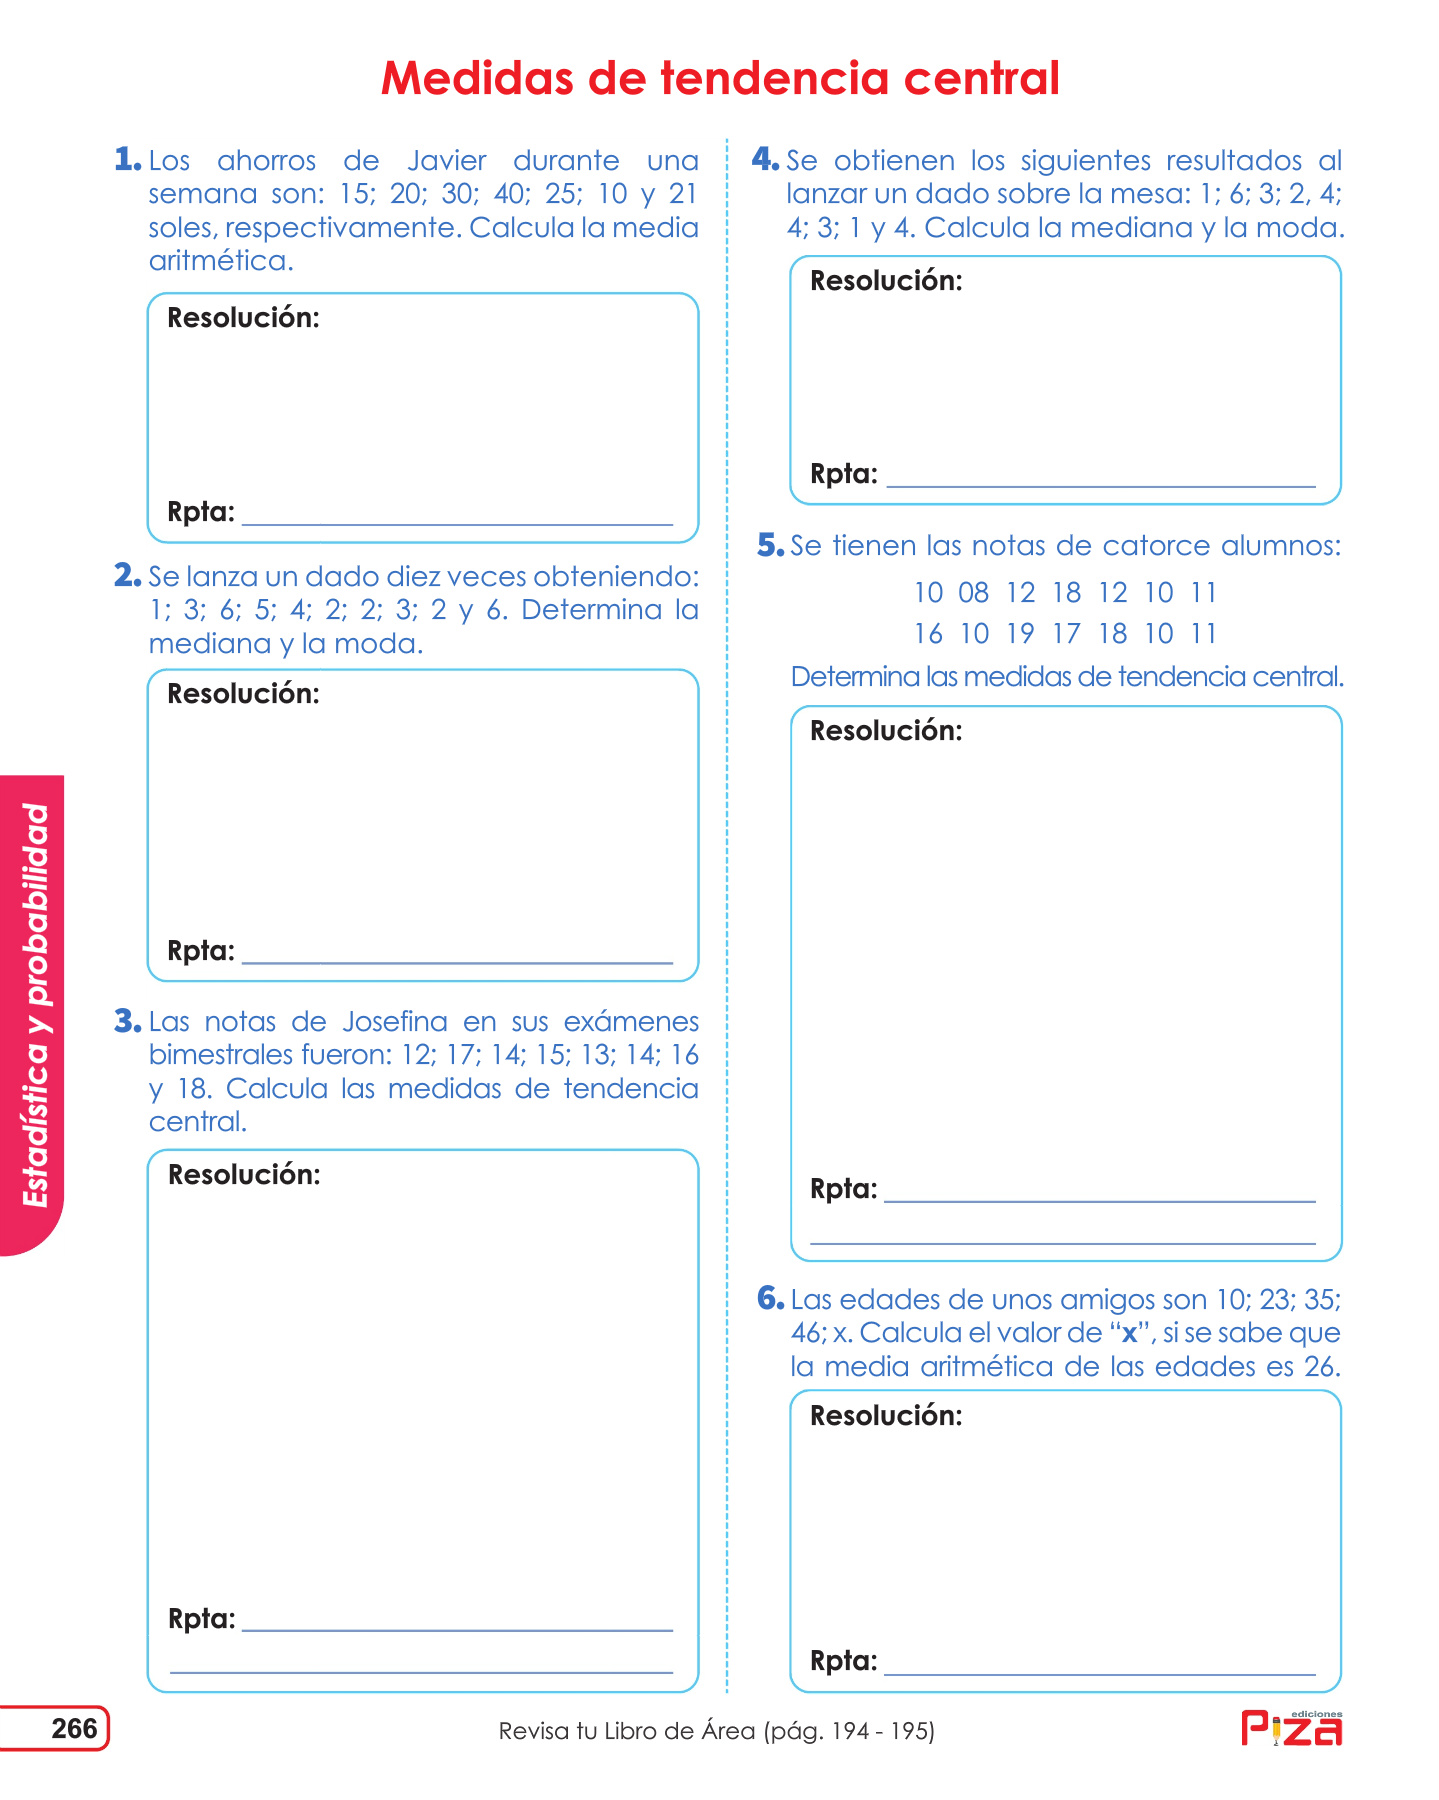 Medidas de tendencia central
1. Los ahorros de Javier durante una
semana son: 15; 20; 30; 40; 25; 10 y 21
soles, respectivamente. Calcula la media
aritmética.
Resolución:
Rpta:
2. Se lanza un dado diez veces obteniendo:
1; 3; 6; 5; 4; 2; 2; 3; 2 y 6. Determina la
mediana y la moda.
Resolución:
Rpta:
3. Las notas de Josefina en sus exámenes
bimestrales fueron: 12; 17; 14; 15; 13; 14; 16
y 18. Calcula las medidas de tendencia
central.
Resolución:
Rpta:
4. Se obtienen los siguientes resultados al
lanzar un dado sobre la mesa: 1; 6; 3; 2, 4;
4; 3; 1 y 4. Calcula la mediana y la moda.
Resolución:
Rpta:
5. Se tienen las notas de catorce alumnos:
10 08 12 18 12 10 11
16 10 19 17 18 10 11
Determina las medidas de tendencia central.
Resolución:
Rpta:
6. Las edades de unos amigos son 10; 23; 35;
46; x. Calcula el valor de “x”, si se sabe que
la media aritmética de las edades es 26.
Resolución:
Rpta:
Estadística y probabilidad
266
Revisa tu Libro de Área (pág. 194 - 195)
ediciones
Piza